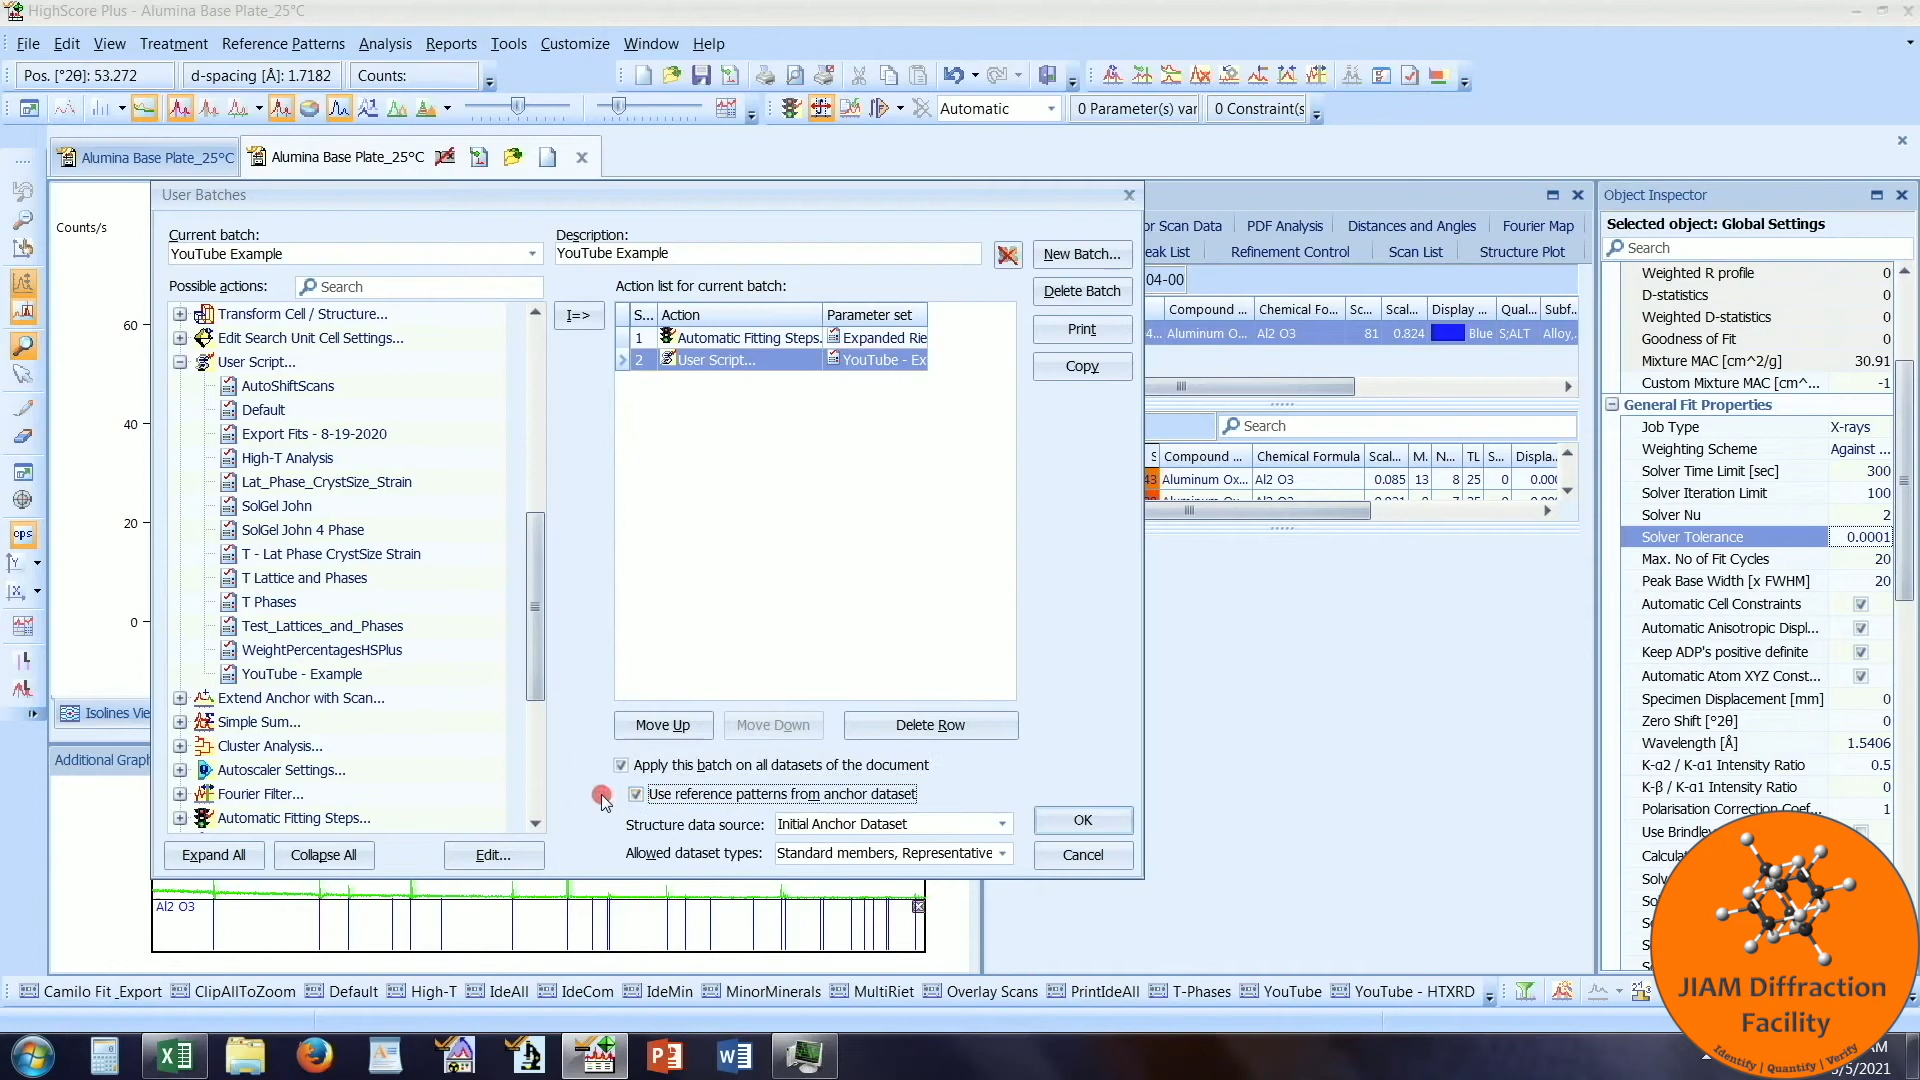 HighScore Plus - Alumina Base Plate_25°C
File Edit View Treatment Reference Patterns Analysis Reports Tools Customize Window Help
Pos. [°2θ]: 53.272 d-spacing [Å]: 1.7182 Counts:
Automatic 0 Parameter(s) var 0 Constraint(s
Alumina Base Plate_25°C Alumina Base Plate_25°C
User Batches
Current batch: Description:
YouTube Example YouTube Example
Possible actions: Search Action list for current batch:
Transform Cell / Structure...
Edit Search Unit Cell Settings...
User Script...
AutoShiftScans
Default
Export Fits - 8-19-2020
High-T Analysis
Lat_Phase_CrystSize_Strain
SolGel John
SolGel John 4 Phase
T - Lat Phase CrystSize Strain
T Lattice and Phases
T Phases
Test_Lattices_and_Phases
WeightPercentagesHSPlus
YouTube - Example
Extend Anchor with Scan...
Simple Sum...
Cluster Analysis...
Autoscaler Settings...
Fourier Filter...
Automatic Fitting Steps...
Expand All Collapse All Edit...
I=>
S... Action Parameter set
1 Automatic Fitting Steps. Expanded Rie
2 User Script... YouTube - Ex
Move Up Move Down Delete Row
Apply this batch on all datasets of the document
Use reference patterns from anchor dataset
Structure data source: Initial Anchor Dataset
Allowed dataset types: Standard members, Representative
New Batch...
Delete Batch
Print
Copy
OK
Cancel
Counts/s
60
40
20
0
Isolines Vie
Additional Graph
Al2 O3
or Scan Data PDF Analysis Distances and Angles Fourier Map
eak List Refinement Control Scan List Structure Plot
04-00
Compound ... Chemical Fo... Sc... Scal... Display ... Qual... Subf..
4... Aluminum O... Al2 O3 81 0.824 Blue S;ALT Alloy,
Search
S Compound ... Chemical Formula Scal... M. N... TL S... Displa...
43 Aluminum Ox... Al2 O3 0.085 13 8 25 0 0.000
Object Inspector
Selected object: Global Settings
Search
Weighted R profile 0
D-statistics 0
Weighted D-statistics 0
Goodness of Fit 0
Mixture MAC [cm^2/g] 30.91
Custom Mixture MAC [cm^... -1
General Fit Properties
Job Type X-rays
Weighting Scheme Against ...
Solver Time Limit [sec] 300
Solver Iteration Limit 100
Solver Nu 2
Solver Tolerance 0.0001
Max. No of Fit Cycles 20
Peak Base Width [x FWHM] 20
Automatic Cell Constraints
Automatic Anisotropic Displ...
Keep ADP's positive definite
Automatic Atom XYZ Const...
Specimen Displacement [mm] 0
Zero Shift [°2θ] 0
Wavelength [Å] 1.5406
K-α2 / K-α1 Intensity Ratio 0.5
K-β / K-α1 Intensity Ratio 0
Polarisation Correction Coef... 1
Use Brindley
Calcula
Camilo Fit _Export ClipAllToZoom Default High-T IdeAll IdeCom IdeMin MinorMinerals MultiRiet Overlay Scans PrintIdeAll T-Phases YouTube YouTube - HTXRD
JIAM Diffraction
Facility
Identify | Quantify | Verify
AM
/5/2021